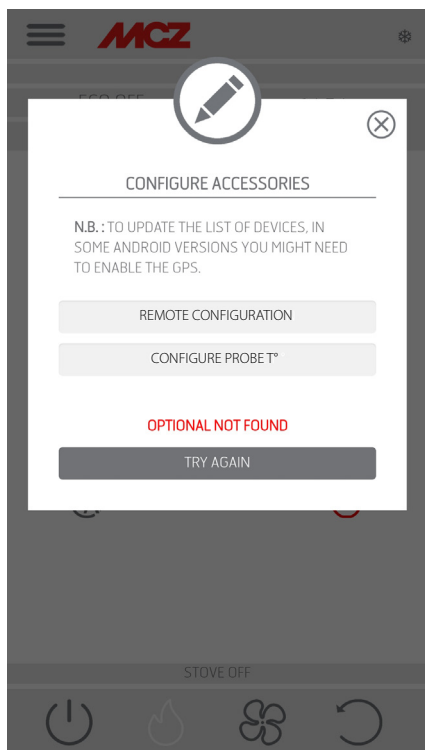 MCZ
CONFIGURE ACCESSORIES
N.B. : TO UPDATE THE LIST OF DEVICES, IN
SOME ANDROID VERSIONS YOU MIGHT NEED
TO ENABLE THE GPS.
REMOTE CONFIGURATION
CONFIGURE PROBE T°
OPTIONAL NOT FOUND
TRY AGAIN
STOVE OFF